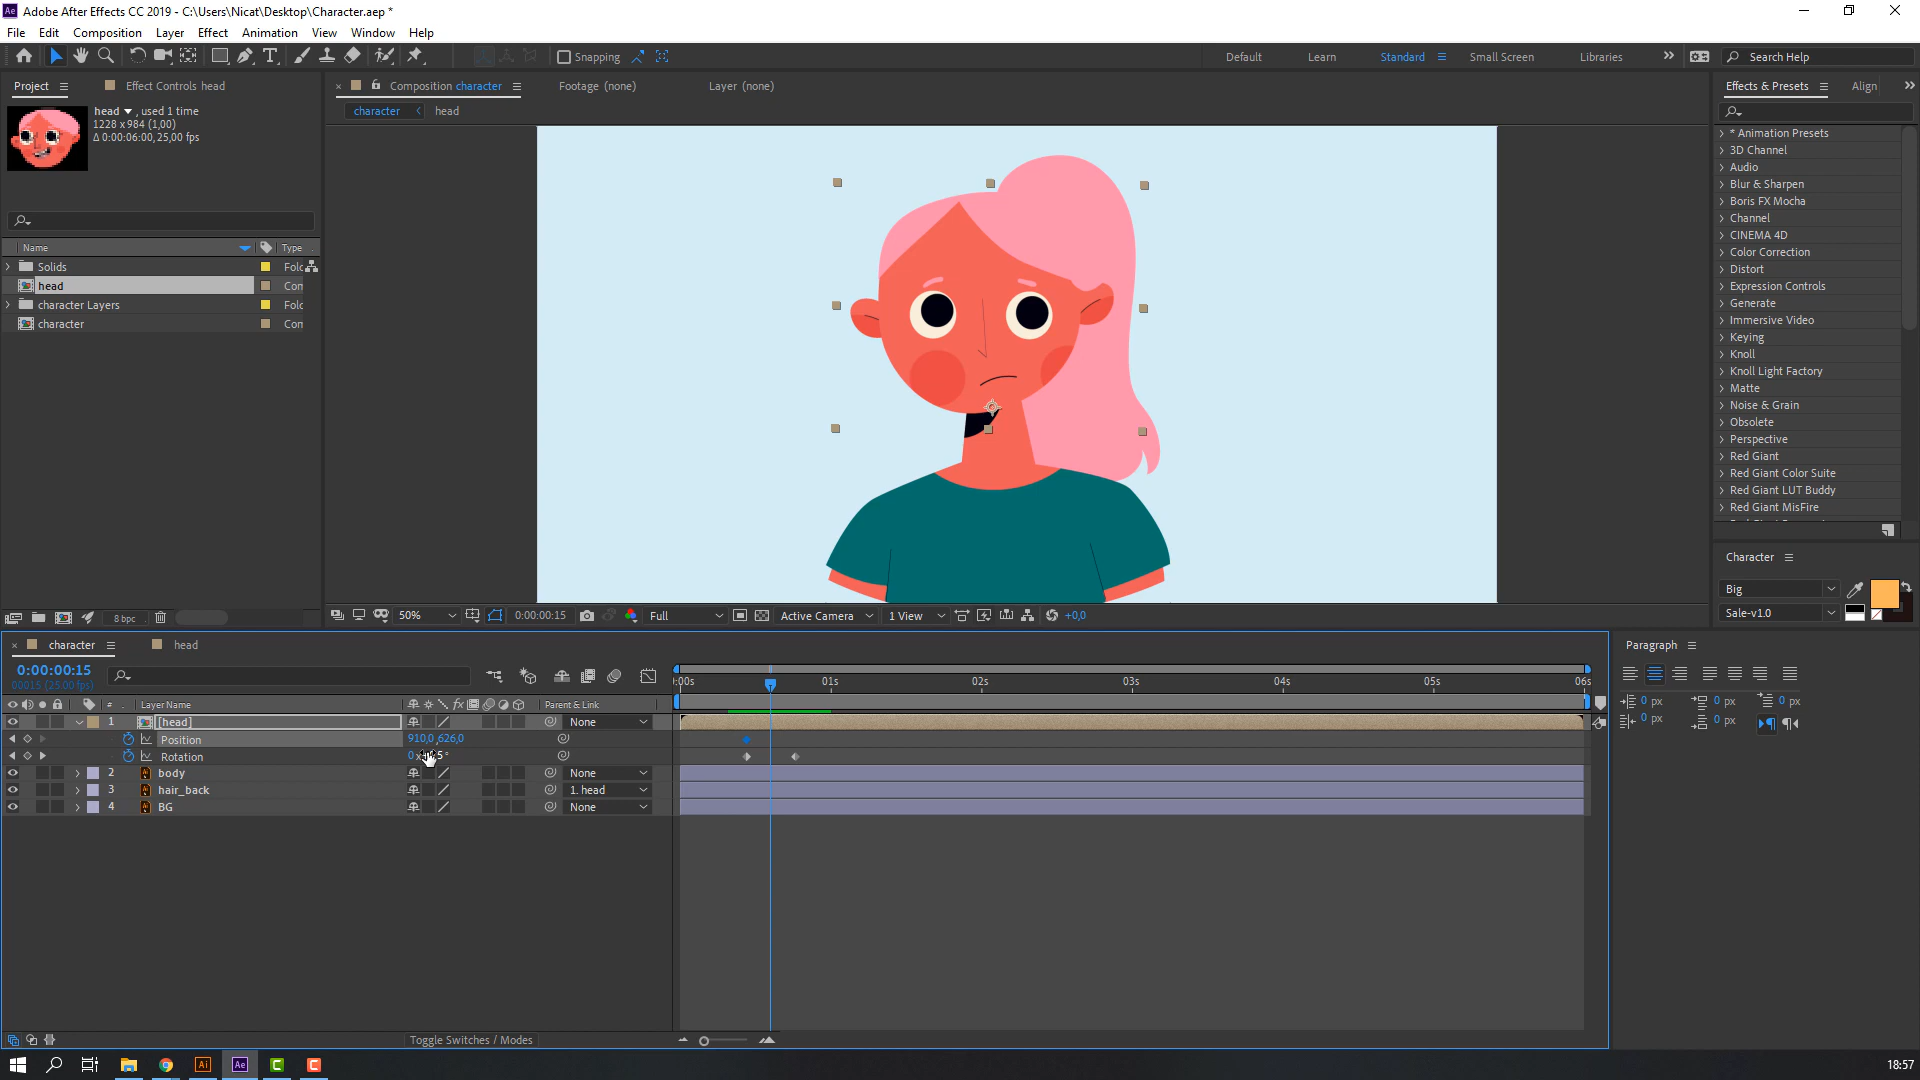 Adobe After Effects CC 2019 - C:\Users\Nicat\Desktop\Character.aep *
File Edit Composition Layer Effect Animation View Window Help
Snapping
Default Learn Standard Small Screen Libraries Search Help
Project Effect Controls head
Composition character Footage (none) Layer (none)
Effects & Presets Align
head , used 1 time
1228 x 984 (1,00)
Δ 0:00:06:00, 25,00 fps
character head
* Animation Presets
3D Channel
Audio
Blur & Sharpen
Boris FX Mocha
Channel
CINEMA 4D
Color Correction
Distort
Expression Controls
Generate
Immersive Video
Keying
Knoll
Knoll Light Factory
Matte
Noise & Grain
Obsolete
Perspective
Red Giant
Red Giant Color Suite
Red Giant LUT Buddy
Red Giant MisFire
Name Type
Solids Folc
head Con
character Layers Folc
character Con
Character
Big
Sale-v1.0
8 bpc
50% 0:00:00:15 Full Active Camera 1 View +0,0
character head
Paragraph
0:00:00:15
00015 (25.00 fps)
:00s 01s 02s 03s 04s 05s 06s
# Layer Name Parent & Link
1 [head] None
Position 910,0,626,0
Rotation 0 x
2 body None
3 hair_back 1. head
4 BG None
0 px 0 px 0 px
0 px 0 px
Toggle Switches / Modes
18:57